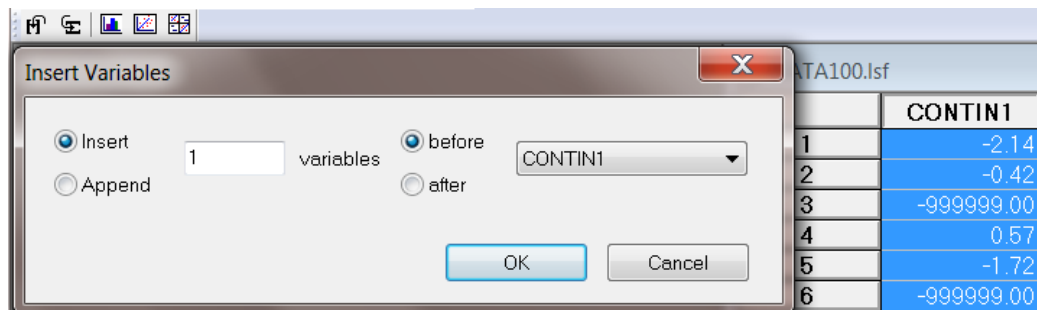 Insert Variables
ATA100.lsf
Insert
1
variables
before
CONTIN1
Append
after
OK
Cancel
CONTIN1
1 -2.14
2 -0.42
3 -999999.00
4 0.57
5 -1.72
6 -999999.00